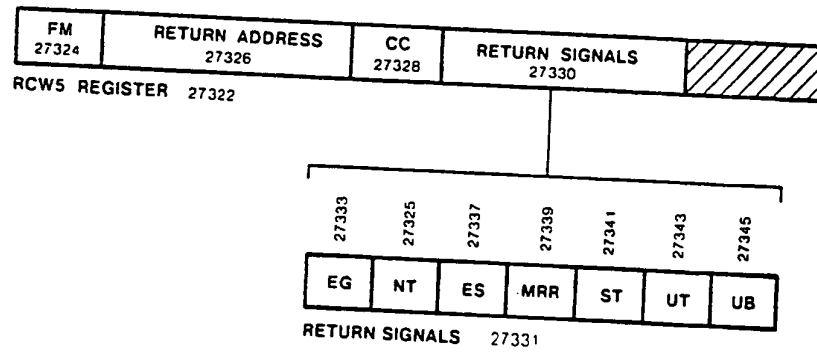 FM RETURN ADDRESS CC RETURN SIGNALS
27324 27326 27328 27330
RCW5 REGISTER 27322
27333 27325 27337 27339 27341 27343 27345
EG NT ES MRR ST UT UB
RETURN SIGNALS 27331